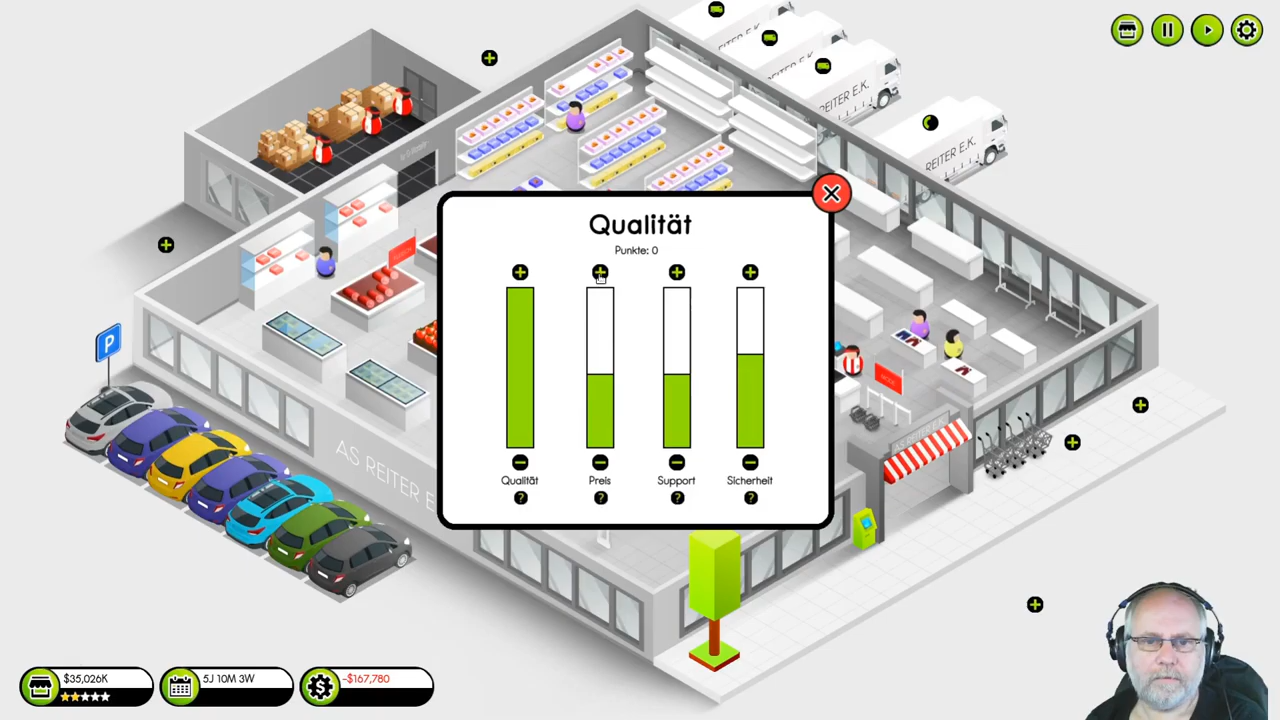 REITER E.K.
REITER E.K.
REITER E.K.
Qualität
Punkte: 0
Qualität
Preis
Support
Sicherheit
?
?
?
?
P
AS REITER E
$35,026K
5J 10M 3W
-$167,780